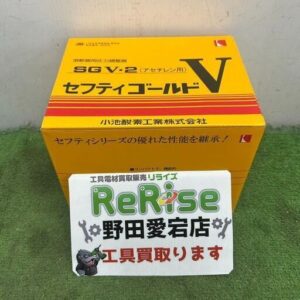 溶断器用圧力調整器
SGV-2(アセチレン用)
セフティゴールドV
小池酸素工業株式会社
セフティシリーズの優れた性能を継承!
工具電材買取販売 リライズ
ReRise
野田愛宕店
工具買取ります